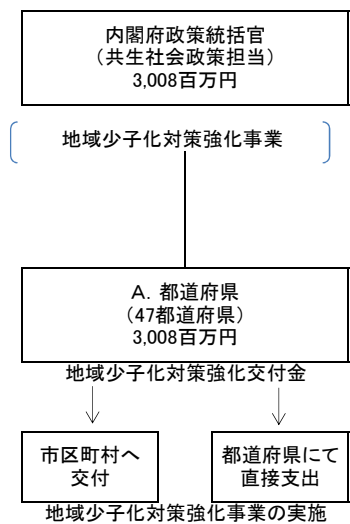 内閣府政策統括官
（共生社会政策担当）
3,008百万円
地域少子化対策強化事業
Ａ．都道府県
（47都道府県）
3,008百万円
地域少子化対策強化交付金
市区町村へ
交付
都道府県にて
直接支出
地域少子化対策強化事業の実施